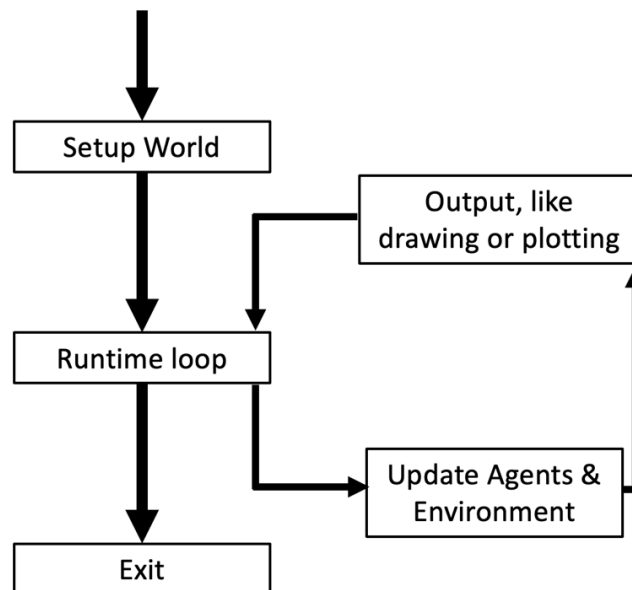 Setup World
Output, like
drawing or plotting
Runtime loop
Update Agents &
Environment
Exit